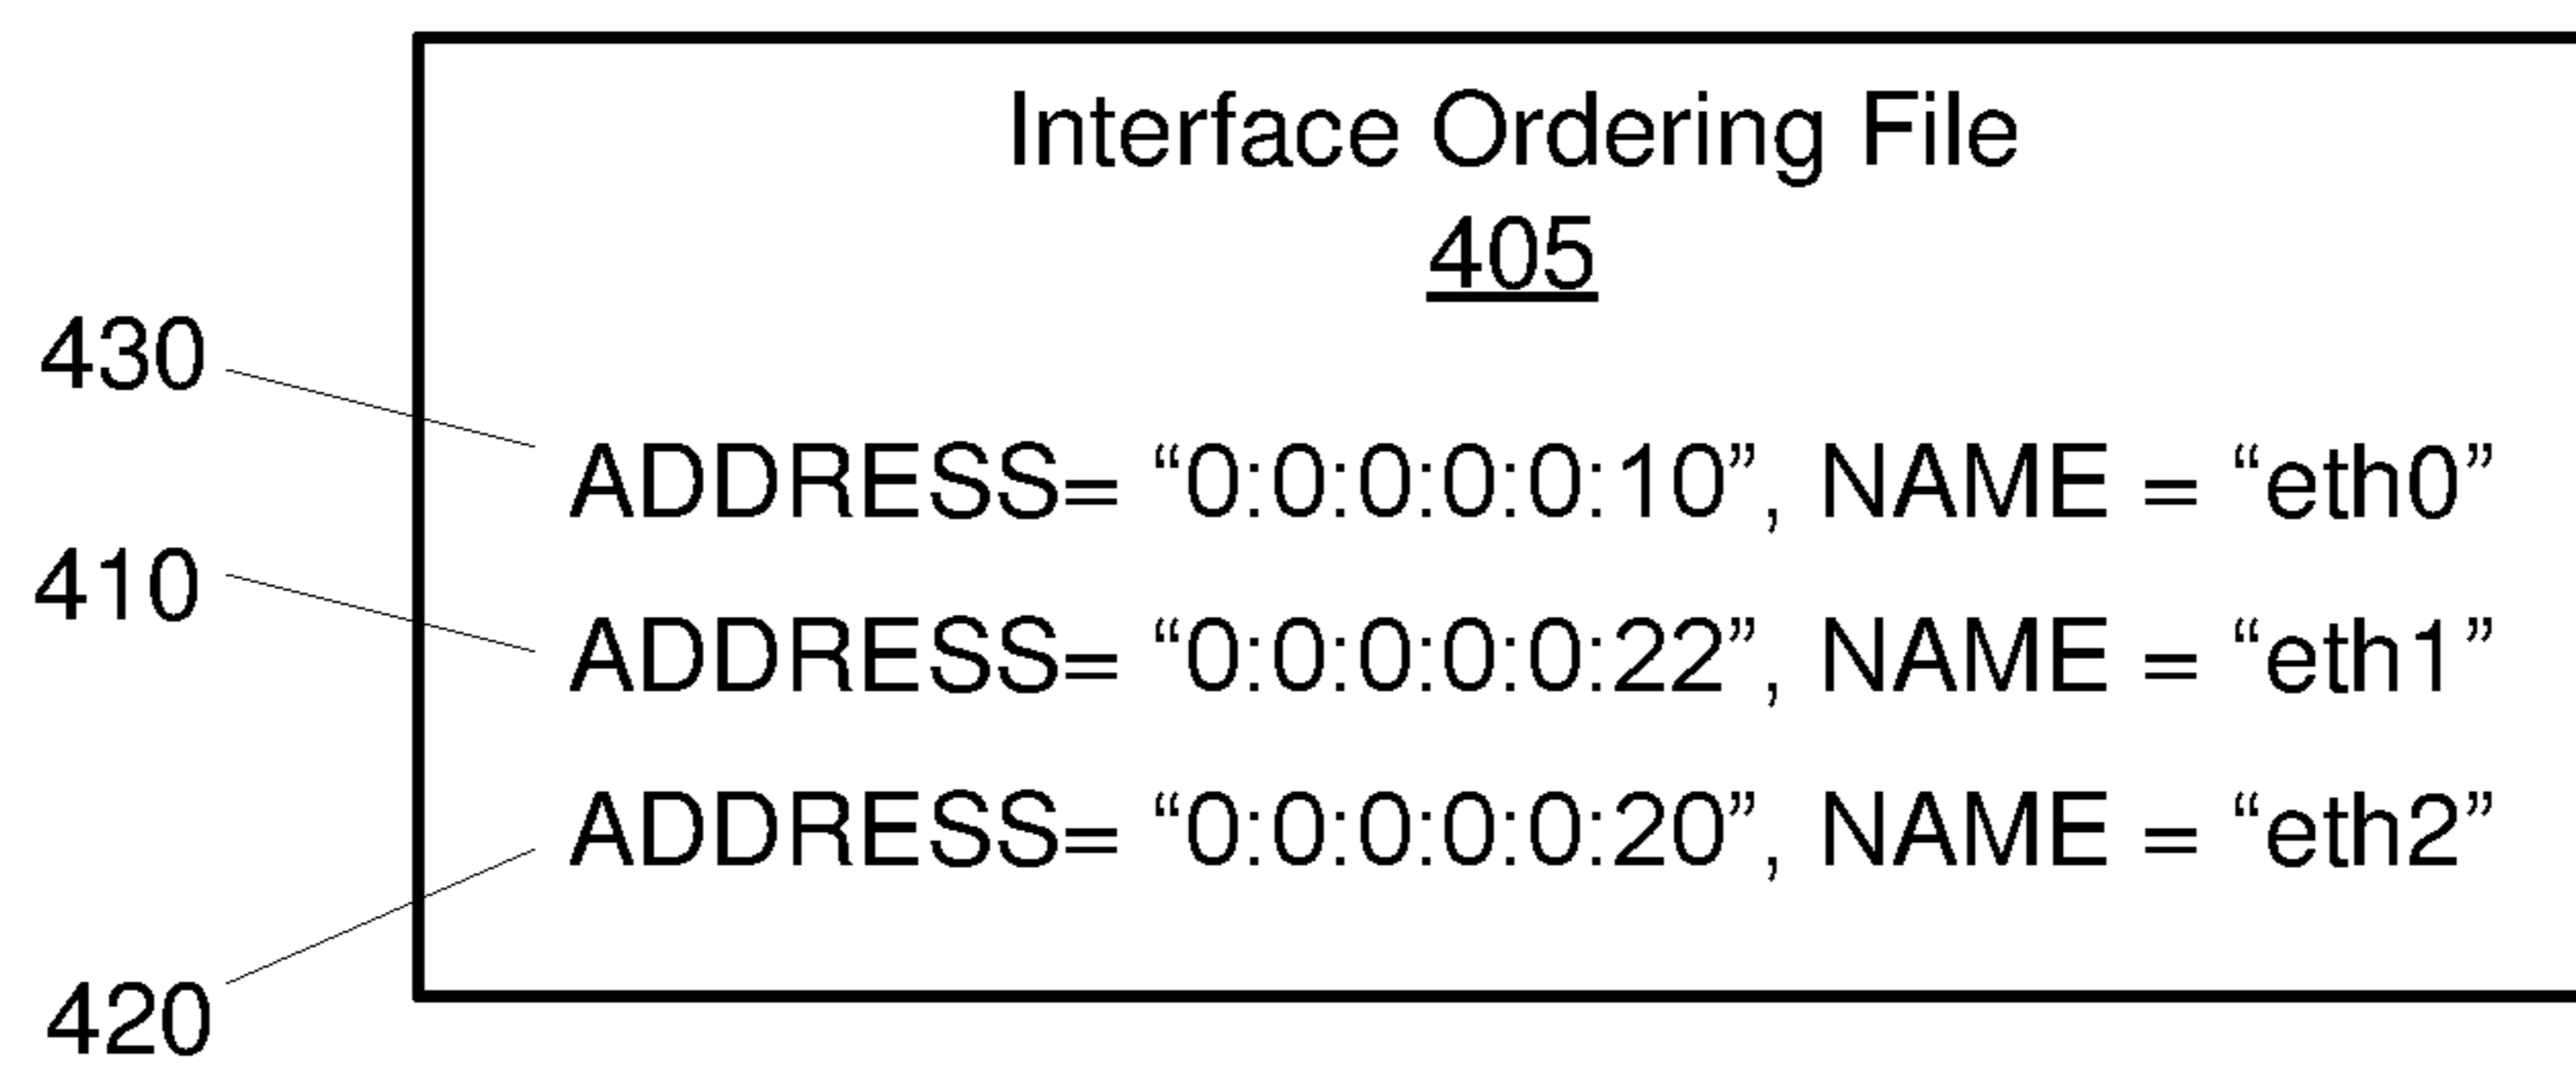 Interface Ordering File
405
430
ADDRESS= “0:0:0:0:0:10”, NAME = “eth0”
410
ADDRESS= “0:0:0:0:0:22”, NAME = “eth1”
ADDRESS= “0:0:0:0:0:20”, NAME = “eth2”
420